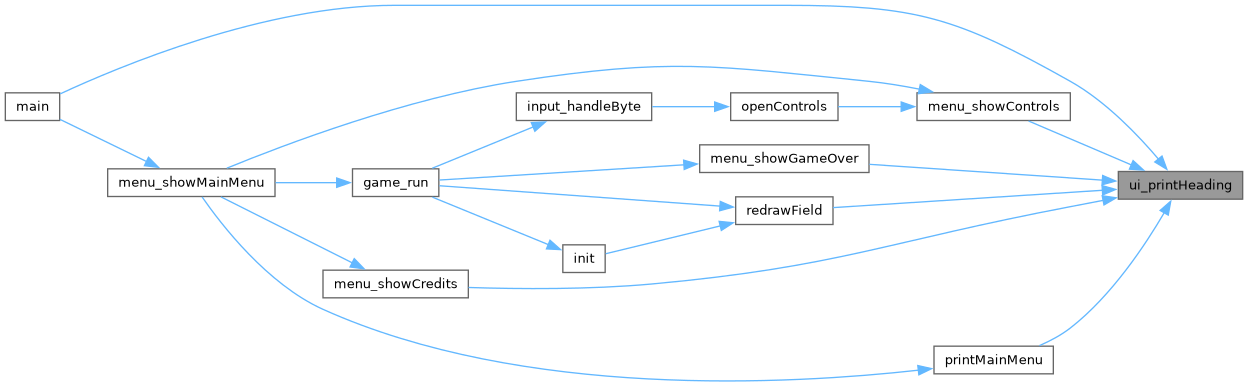 main
input_handleByte
openControls
menu_showControls
menu_showGameOver
menu_showMainMenu
game_run
ui_printHeading
redrawField
init
menu_showCredits
printMainMenu